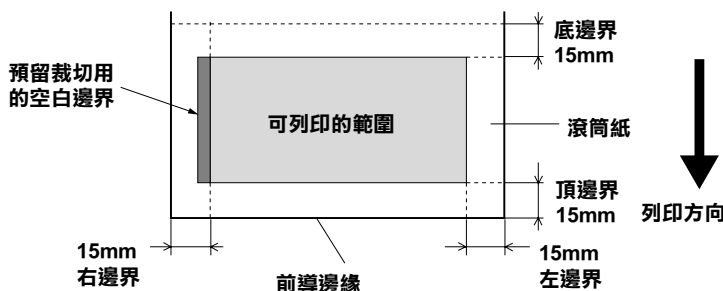 底邊界
15mm
預留裁切用
的空白邊界
可列印的範圍
滾筒紙
頂邊界
15mm
列印方向
15mm
右邊界
前導邊緣
15mm
左邊界